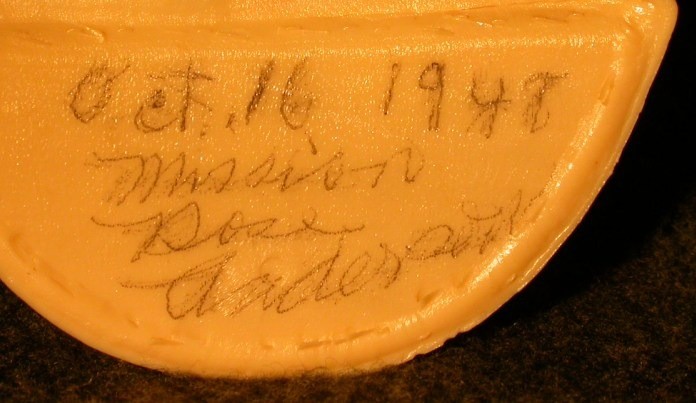 Oct. 16 1948
Mission
Rose
Anderson